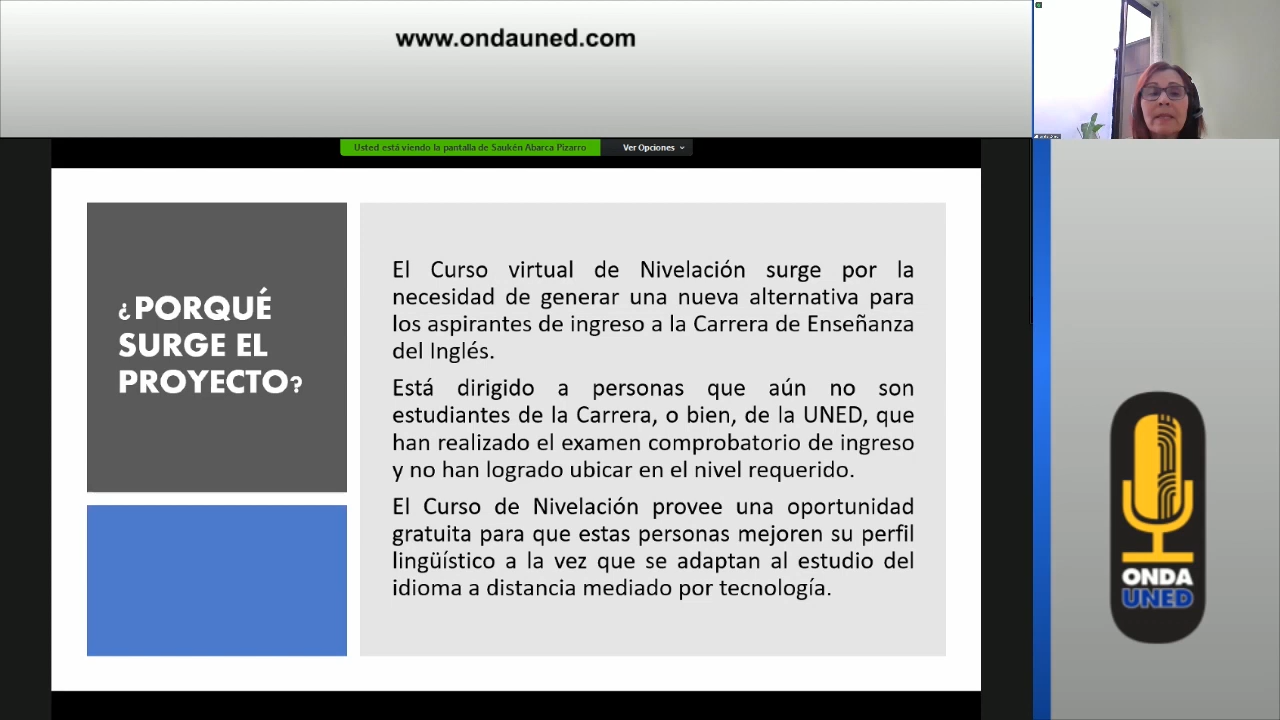 www.ondauned.com
Usted está viendo la pantalla de Saukén Abarca Pizarro
Ver Opciones
¿PORQUÉ
SURGE EL
PROYECTO?
El Curso virtual de Nivelación surge por la
necesidad de generar una nueva alternativa para
los aspirantes de ingreso a la Carrera de Enseñanza
del Inglés.
Está dirigido a personas que aún no son
estudiantes de la Carrera, o bien, de la UNED, que
han realizado el examen comprobatorio de ingreso
y no han logrado ubicar en el nivel requerido.
El Curso de Nivelación provee una oportunidad
gratuita para que estas personas mejoren su perfil
lingüístico a la vez que se adaptan al estudio del
idioma a distancia mediado por tecnología.
ONDA
UNED